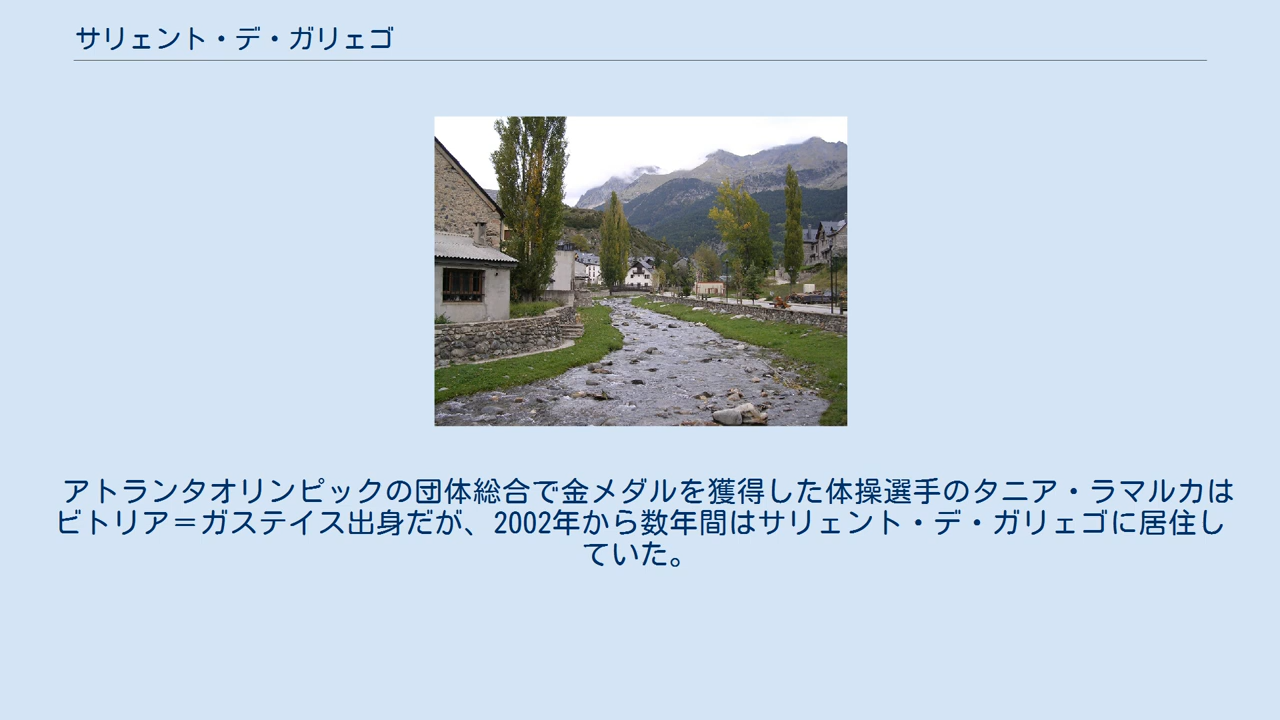 サリェント・デ・ガリェゴ
アトランタオリンピックの団体総合で金メダルを獲得した体操選手のタニア・ラマルカは
ビトリア＝ガステイス出身だが、2002年から数年間はサリェント・デ・ガリェゴに居住し
ていた。